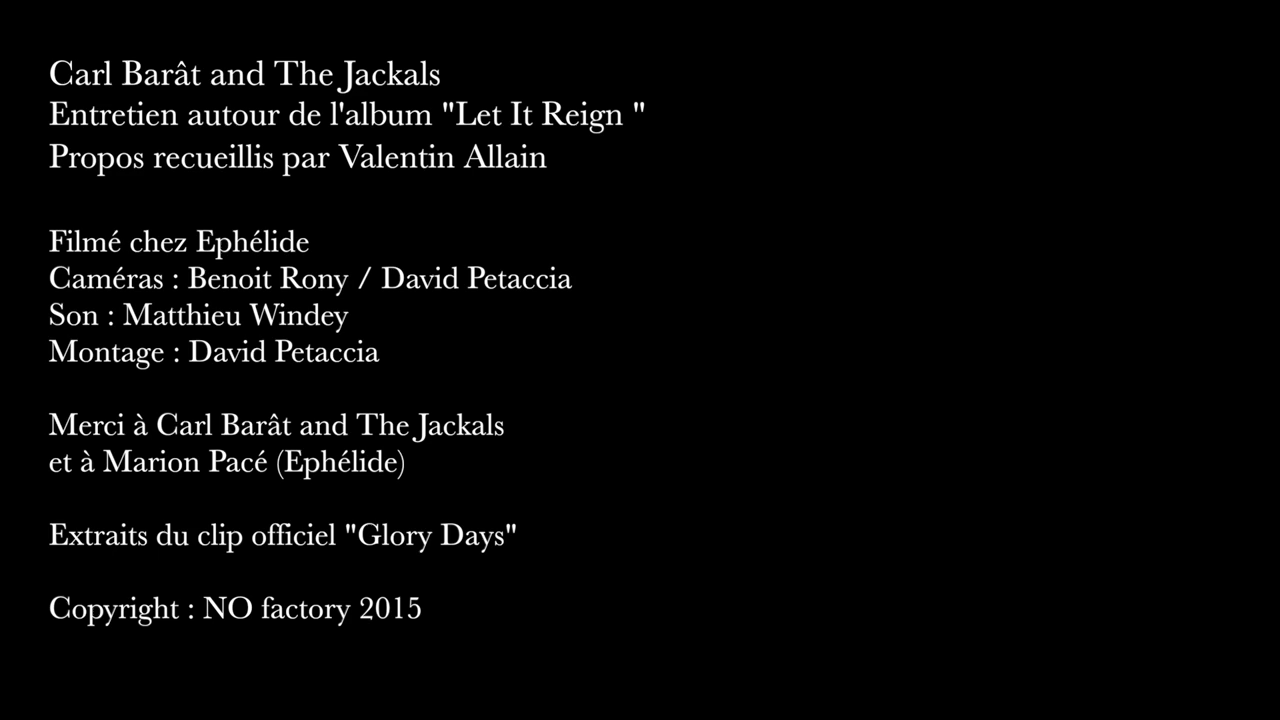 Carl Barât and The Jackals
Entretien autour de l'album "Let It Reign "
Propos recueillis par Valentin Allain
Filmé chez Ephélide
Caméras : Benoit Rony / David Petaccia
Son : Matthieu Windey
Montage : David Petaccia
Merci à Carl Barât and The Jackals
et à Marion Pacé (Ephélide)
Extraits du clip officiel "Glory Days"
Copyright : NO factory 2015